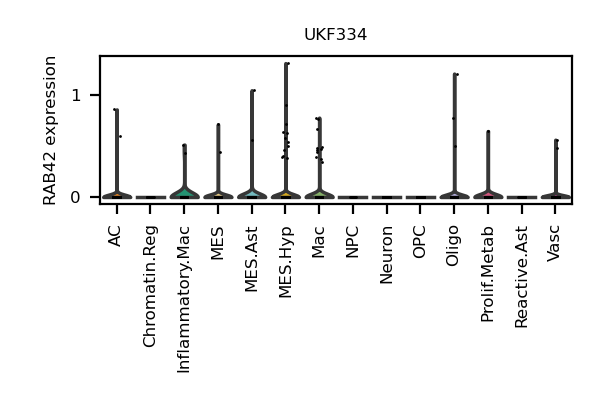 UKF334
RAB42 expression
1
0
AC
Chromatin.Reg
Inflammatory.Mac
MES
MES.Ast
MES.Hyp
Mac
NPC
Neuron
OPC
Oligo
Prolif.Metab
Reactive.Ast
Vasc